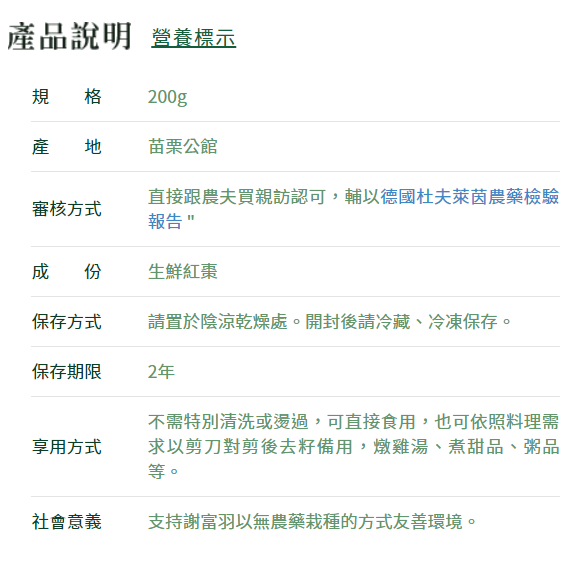 產品說明 營養標示
規 格 200g
產 地 苗栗公館
審核方式 直接跟農夫買親訪認可，輔以德國杜夫萊茵農藥檢驗
報告 "
成 份 生鮮紅棗
保存方式 請置於陰涼乾燥處。開封後請冷藏、冷凍保存。
保存期限 2年
享用方式 不需特別清洗或燙過，可直接食用，也可依照料理需
求以剪刀對剪後去籽備用，燉雞湯、煮甜品、粥品
等。
社會意義 支持謝富羽以無農藥栽種的方式友善環境。